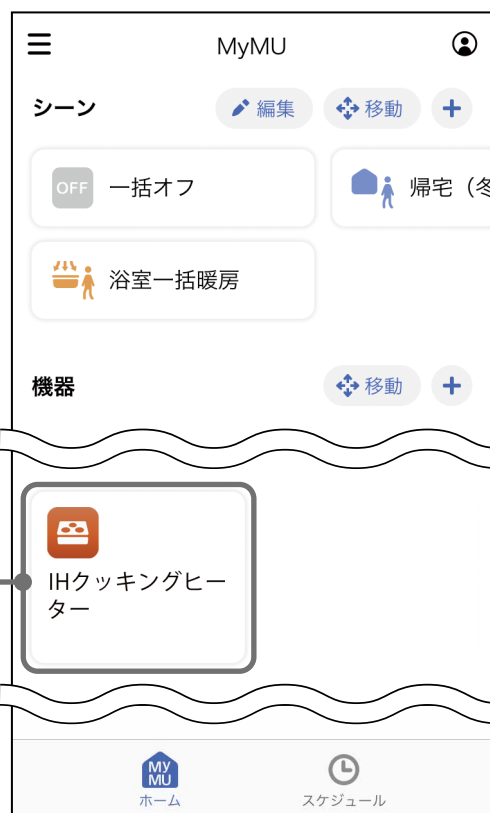 MyMU
シーン
編集
移動
OFF
一括オフ
帰宅（冬
浴室一括暖房
機器
移動
IHクッキングヒー
ター
MY
MU
ホーム
スケジュール